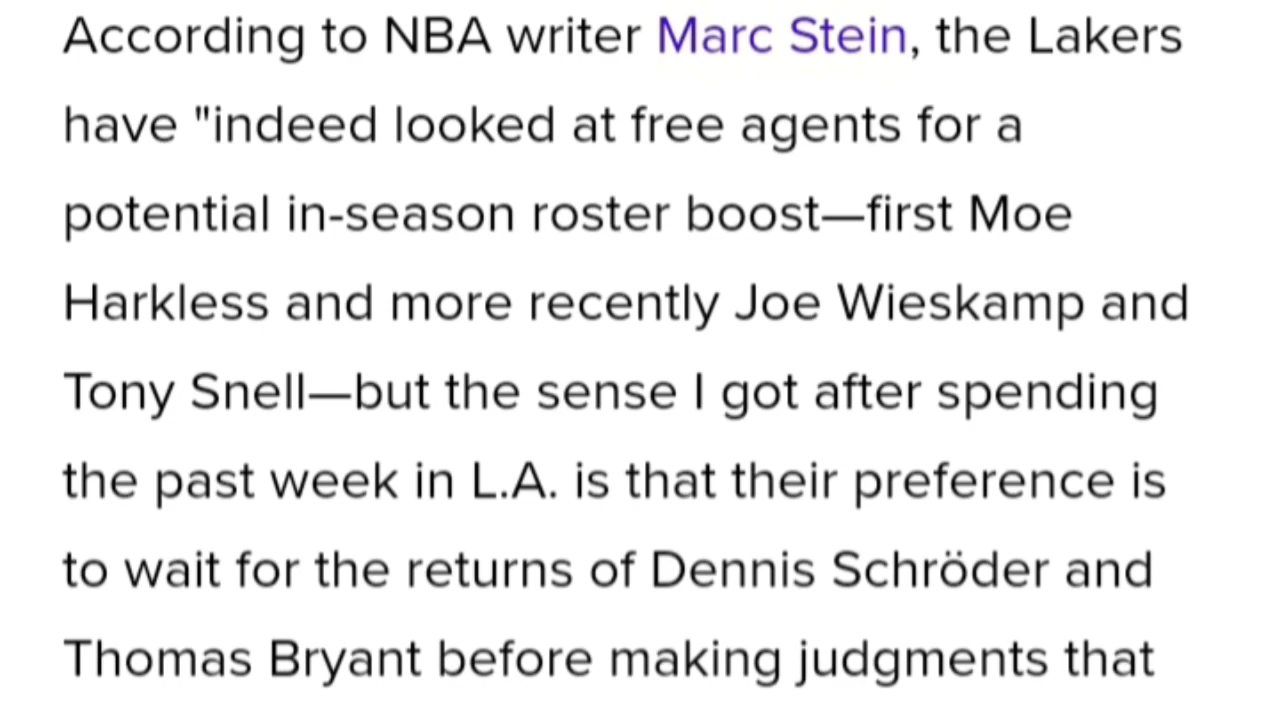 According to NBA writer Marc Stein, the Lakers
have "indeed looked at free agents for a
potential in-season roster boost—first Moe
Harkless and more recently Joe Wieskamp and
Tony Snell—but the sense I got after spending
the past week in L.A. is that their preference is
to wait for the returns of Dennis Schröder and
Thomas Bryant before making judgments that